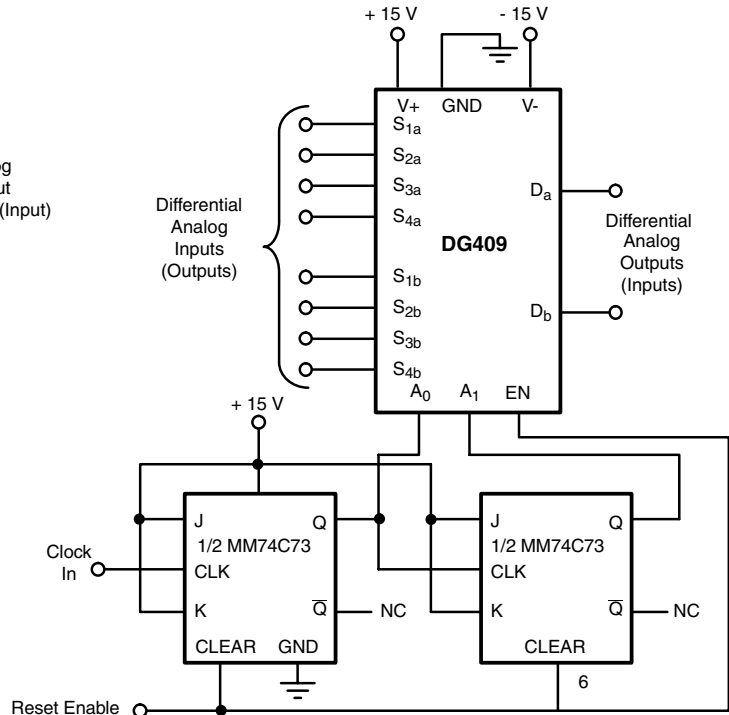 + 15 V
- 15 V
V+ GND V-
S1a
S2a
S3a
S4a
S1b
S2b
S3b
S4b
og
ut
(Input)
Differential
Analog
Inputs
(Outputs)
DG409
Da
Db
Differential
Analog
Outputs
(Inputs)
A0 A1 EN
+ 15 V
J Q
1/2 MM74C73
CLK
K Q
CLEAR GND
Clock
In
NC
J Q
1/2 MM74C73
CLK
K Q
CLEAR
NC
6
Reset Enable